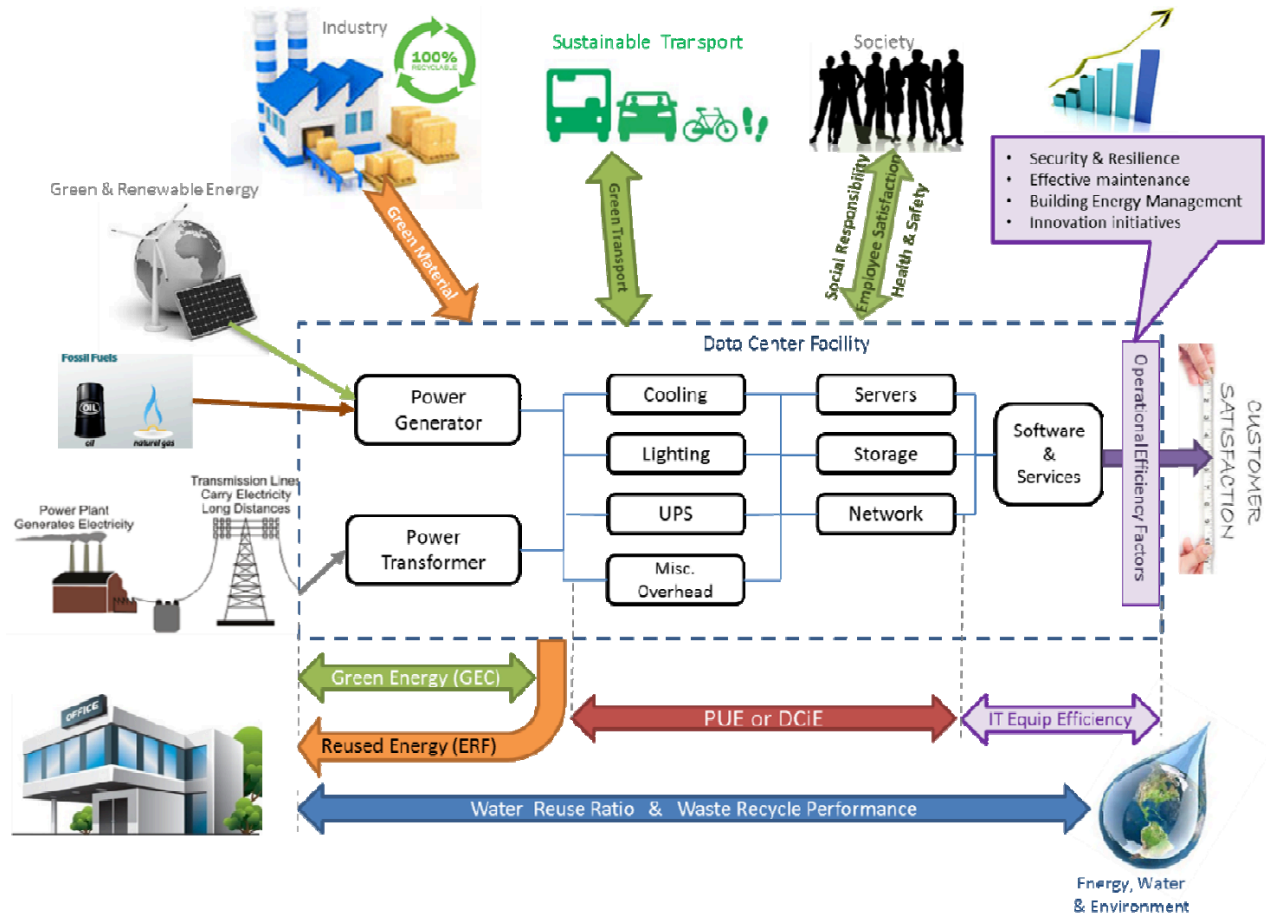 Industry
100%
RECYCLABLE
Sustainable Transport
Society
Security & Resilience
Effective maintenance
Building Energy Management
Innovation initiatives
Green & Renewable Energy
Green Material
Green Transport
Social Responsibility
Employee Satisfaction
Health & Safety
Data Center Facility
Fossil Fuels
OIL
oil
natural gas
Power
Generator
Cooling
Servers
Lighting
Storage
Software
&
Services
Operational Efficiency Factors
CUSTOMER
SATISFACTION
Transmission Lines
Carry Electricity
Long Distances
Power Plant
Generates Electricity
Power
Transformer
UPS
Network
Misc.
Overhead
Green Energy (GEC)
PUE or DCiE
IT Equip Efficiency
OFFICE
Reused Energy (ERF)
Water Reuse Ratio & Waste Recycle Performance
Energy, Water
& Environment